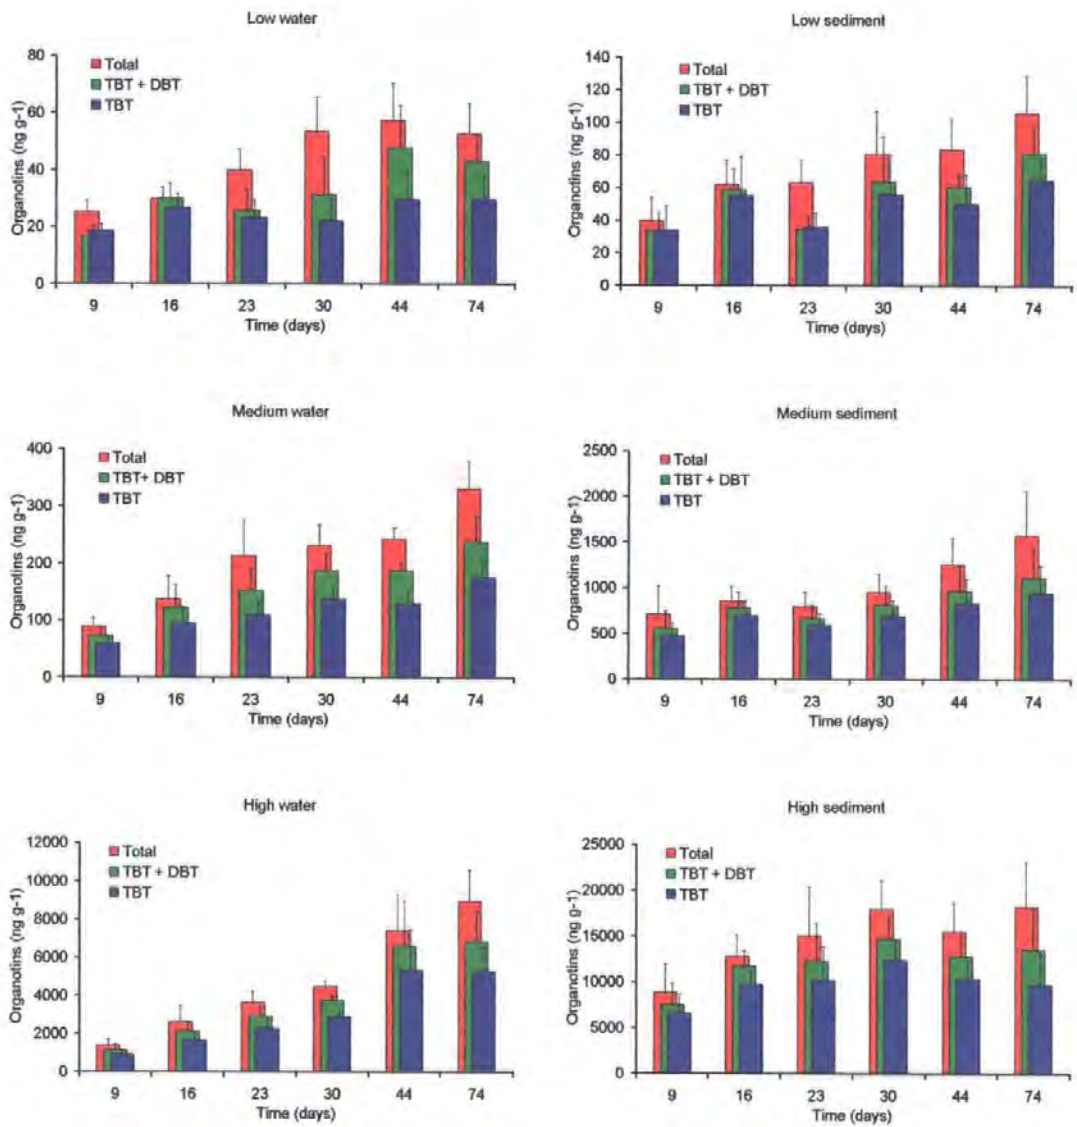 Low water
Organotins (ng g-1)
80
60
40
20
0
Total
TBT + DBT
TBT
9 16 23 30 44 74
Time (days)
Low sediment
Organotins (ng g-1)
140
120
100
80
60
40
20
0
Total
TBT + DBT
TBT
9 16 23 30 44 74
Time (days)
Medium water
Organotins (ng g-1)
400
300
200
100
0
Total
TBT+ DBT
TBT
9 16 23 30 44 74
Time (days)
Medium sediment
Organotins (ng g-1)
2500
2000
1500
1000
500
0
Total
TBT + DBT
TBT
9 16 23 30 44 74
Time (days)
High water
Organotins (ng g-1)
12000
10000
8000
6000
4000
2000
0
Total
TBT + DBT
TBT
9 16 23 30 44 74
Time (days)
High sediment
Organotins (ng g-1)
25000
20000
15000
10000
5000
0
Total
TBT + DBT
TBT
9 16 23 30 44 74
Time (days)